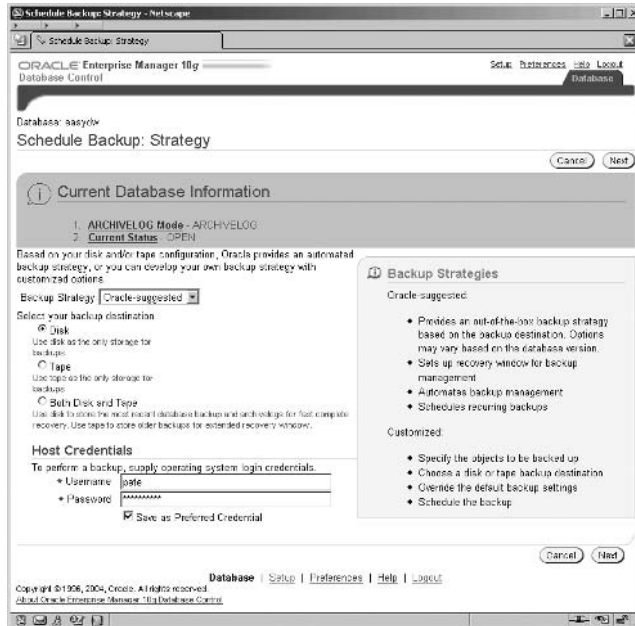 Schedule Backup: Strategy - Netscape
Schedule Backup: Strategy
ORACLE Enterprise Manager 10g
Database Control
Setup Preferences Help Logout
Database
Database: easydw
Schedule Backup: Strategy
Cancel Next
Current Database Information
1. ARCHIVELOG Mode - ARCHIVELOG
2. Current Status - OPEN
Based on your disk and/or tape configuration, Oracle provides an automated
backup strategy, or you can develop your own backup strategy with
customized options
Backup Strategy Oracle-suggested
Select your backup destination
Disk
Use disk as the only storage for
backups
Tape
Use tape as the only storage for
backups
Both Disk and Tape
Use disk to store the most recent database backup and archivelogs for fast complete
recovery. Use tape to store older backups for extended recovery window.
Host Credentials
To perform a backup, supply operating system login credentials.
* Username pete
* Password **********
Save as Preferred Credential
Backup Strategies
Oracle-suggested:
Provides an out-of-the-box backup strategy
based on the backup destination. Options
may vary based on the database version.
Sets up recovery window for backup
management
Automates backup management
Schedules recurring backups
Customized:
Specify the objects to be backed up
Choose a disk or tape backup destination
Override the default backup settings
Schedule the backup
Cancel Next
Database | Setup | Preferences | Help | Logout
Copyright © 1996, 2004, Oracle. All rights reserved.
About Oracle Enterprise Manager 10g Database Control